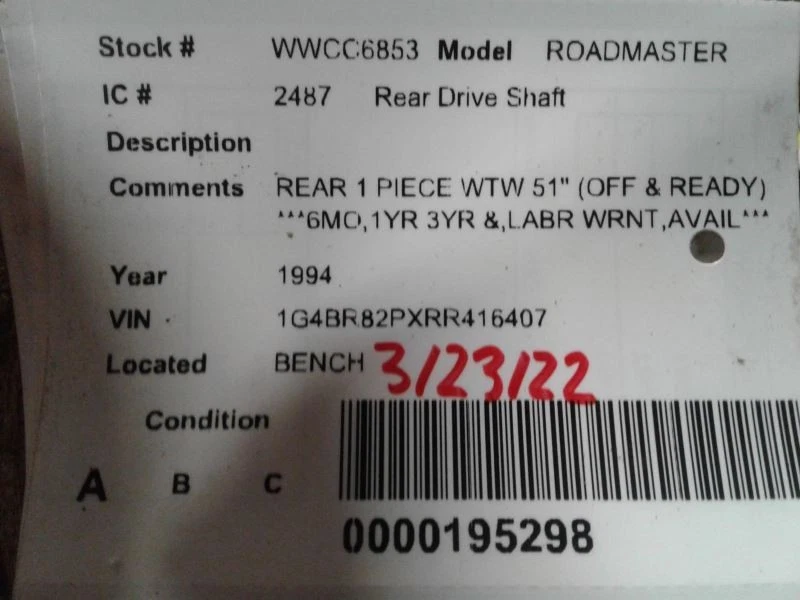 Stock # WWCC6853 Model ROADMASTER
IC # 2487 Rear Drive Shaft
Description
Comments REAR 1 PIECE WTW 51" (OFF & READY)
***6MO,1YR 3YR &,LABR WRNT,AVAIL***
Year 1994
VIN 1G4BR82PXRR416407
Located BENCH 3/23/22
Condition
A B C
0000195298